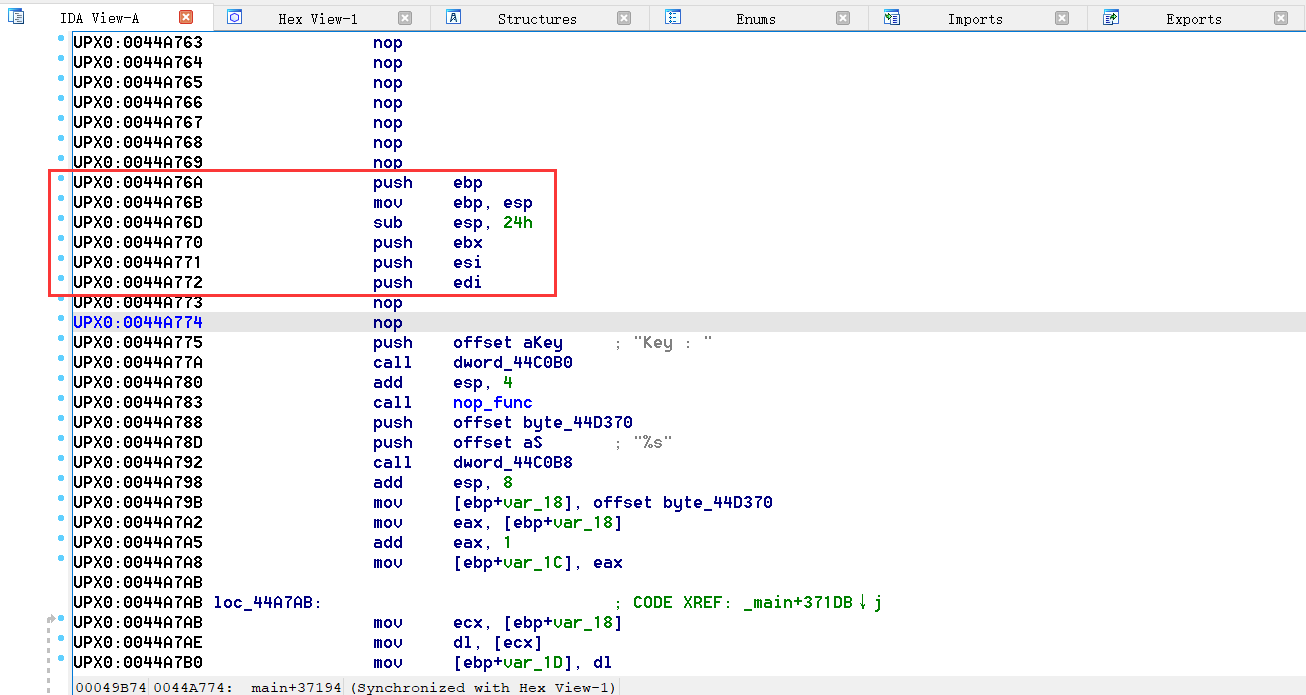 IDA View-A Hex View-1 Structures Enums Imports Exports
UPX0:0044A763 nop
UPX0:0044A764 nop
UPX0:0044A765 nop
UPX0:0044A766 nop
UPX0:0044A767 nop
UPX0:0044A768 nop
UPX0:0044A769 nop
UPX0:0044A76A push ebp
UPX0:0044A76B mov ebp, esp
UPX0:0044A76D sub esp, 24h
UPX0:0044A770 push ebx
UPX0:0044A771 push esi
UPX0:0044A772 push edi
UPX0:0044A773 nop
UPX0:0044A774 nop
UPX0:0044A775 push offset aKey ; "Key : "
UPX0:0044A77A call dword_44C0B0
UPX0:0044A780 add esp, 4
UPX0:0044A783 call nop_func
UPX0:0044A788 push offset byte_44D370
UPX0:0044A78D push offset aS ; "%s"
UPX0:0044A792 call dword_44C0B8
UPX0:0044A798 add esp, 8
UPX0:0044A79B mov [ebp+var_18], offset byte_44D370
UPX0:0044A7A2 mov eax, [ebp+var_18]
UPX0:0044A7A5 add eax, 1
UPX0:0044A7A8 mov [ebp+var_1C], eax
UPX0:0044A7AB
UPX0:0044A7AB loc_44A7AB: ; CODE XREF: _main+371DB↓j
UPX0:0044A7AB mov ecx, [ebp+var_18]
UPX0:0044A7AE mov dl, [ecx]
UPX0:0044A7B0 mov [ebp+var_1D], dl
00049B74 0044A774: _main+37194 (Synchronized with Hex View-1)